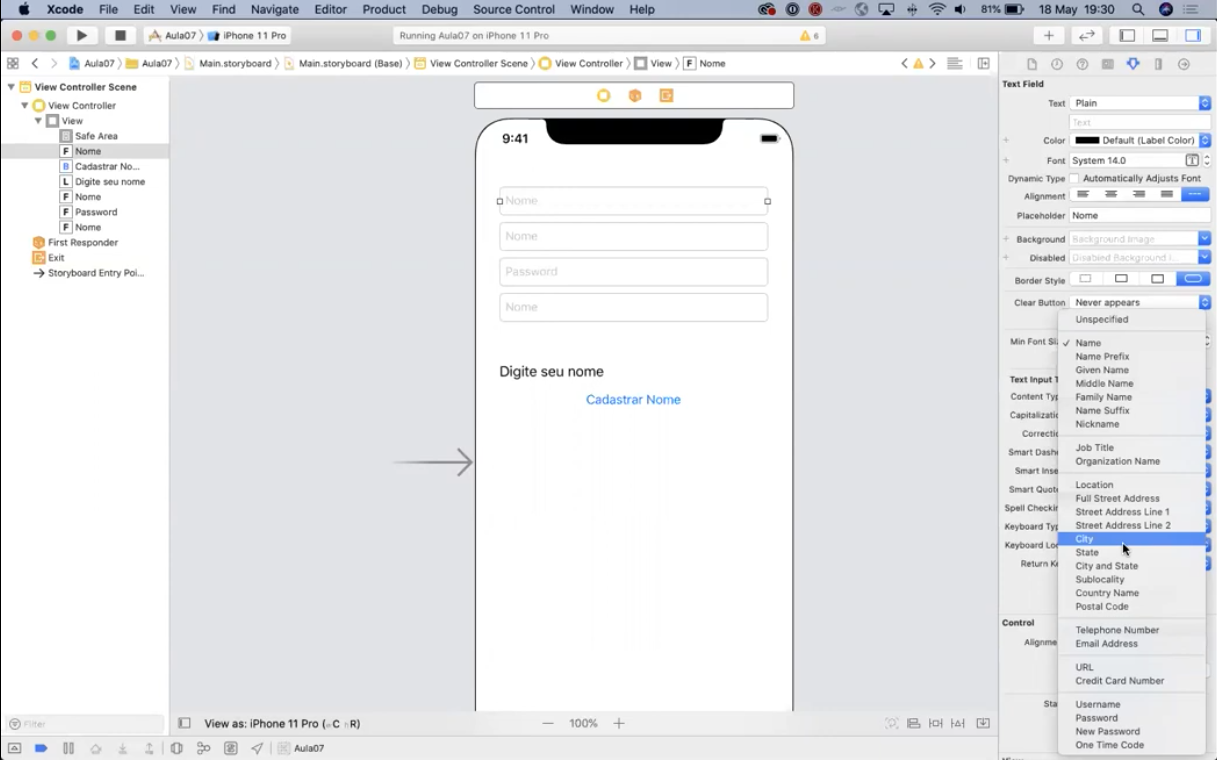 Xcode File Edit View Find Navigate Editor Product Debug Source Control Window Help 81% 18 May 19:30
Aula07 iPhone 11 Pro Running Aula07 on iPhone 11 Pro 6
Aula07 Aula07 Main.storyboard Main.storyboard (Base) View Controller Scene View Controller View F Nome
View Controller Scene
View Controller
View
Safe Area
F Nome
B Cadastrar No...
L Digite seu nome
F Nome
F Password
F Nome
First Responder
Exit
Storyboard Entry Poi...
Filter
9:41
Nome
Nome
Password
Nome
Digite seu nome
Cadastrar Nome
View as: iPhone 11 Pro (wC hR)
100%
Aula07
Text Field
Text Plain
Text
Color Default (Label Color)
Font System 14.0
Dynamic Type Automatically Adjusts Font
Alignment
Placeholder Nome
Background Background Image
Disabled Disabled Background I...
Border Style
Clear Button Never appears
Min Font Si
Text Input T
Content Typ
Capitalizatio
Correctio
Smart Dash
Smart Inse
Smart Quot
Spell Checkin
Keyboard Typ
Keyboard Loo
Return Ke
Control
Alignme
Sta
Unspecified
✓ Name
Name Prefix
Given Name
Middle Name
Family Name
Name Suffix
Nickname
Job Title
Organization Name
Location
Full Street Address
Street Address Line 1
Street Address Line 2
City
State
City and State
Sublocality
Country Name
Postal Code
Telephone Number
Email Address
URL
Credit Card Number
Username
Password
New Password
One Time Code